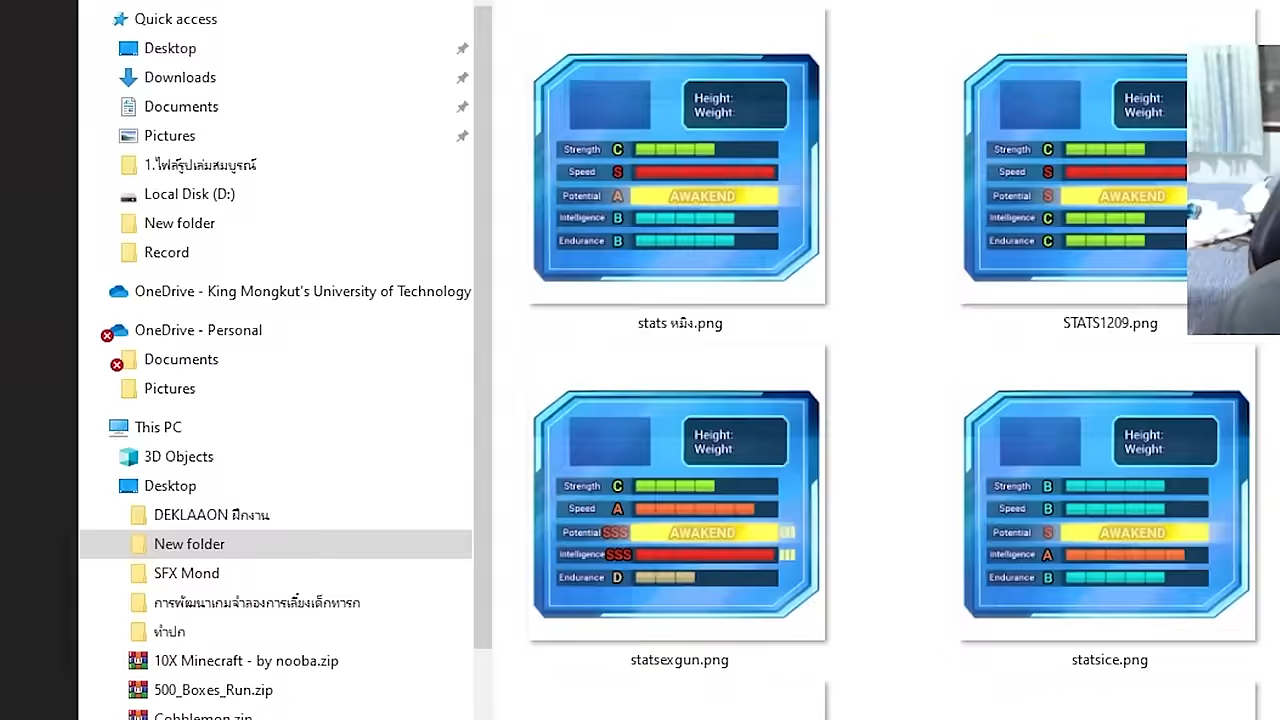 Quick access
Desktop
Downloads
Documents
Pictures
1.ไฟล์รูปเล่มสมบูรณ์
Local Disk (D:)
New folder
Record
OneDrive - King Mongkut's University of Technology
OneDrive - Personal
Documents
Pictures
This PC
3D Objects
Desktop
DEKLAAON ฝึกงาน
New folder
SFX Mond
การพัฒนาเกมจำลองการเลี้ยงเด็กทารก
ทำปก
10X Minecraft - by nooba.zip
500_Boxes_Run.zip
Cobblemon.zip
Height:
Weight:
Strength C
Speed S
Potential A AWAKEND
Intelligence B
Endurance B
stats หมิง.png
Height:
Weight:
Strength C
Speed S
Potential S AWAKEND
Intelligence C
Endurance C
STATS1209.png
Height:
Weight:
Strength C
Speed A
Potential SSS AWAKEND
Intelligence SSS
Endurance D
statsexgun.png
Height:
Weight:
Strength B
Speed B
Potential S AWAKEND
Intelligence A
Endurance B
statsice.png